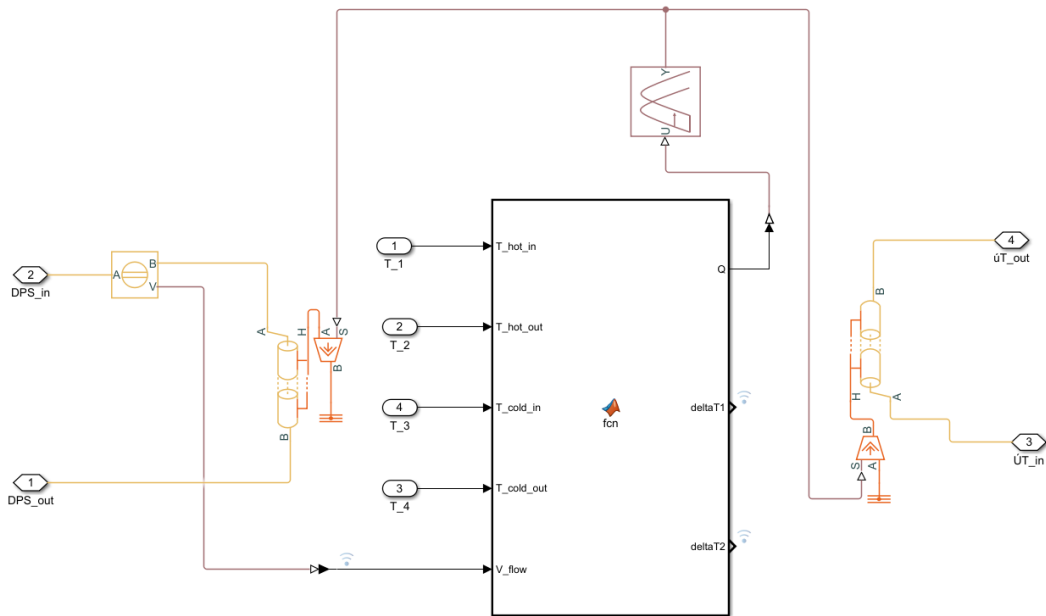 Y
U
1
T_hot_in
T_1
4
úT_out
B
2
A
B
V
DPS_in
Q
A
H
A
S
B
2
T_hot_out
T_2
B
4
T_cold_in
T_3
fcn
deltaT1
H
A
B
3
ÚT_in
B
S
A
1
DPS_out
3
T_cold_out
T_4
deltaT2
V_flow